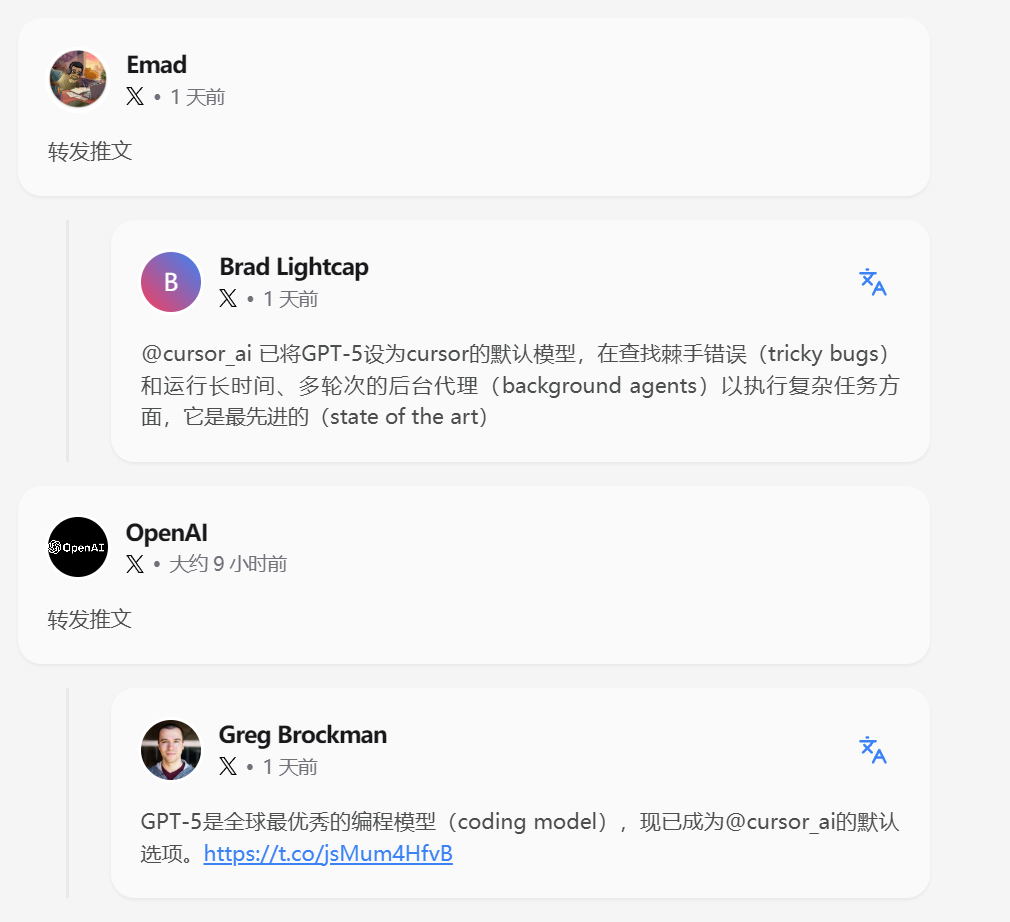 Emad
X • 1 天前
转发推文
B
Brad Lightcap
X • 1 天前
@cursor_ai 已将GPT-5设为cursor的默认模型，在查找棘手错误（tricky bugs）
和运行长时间、多轮次的后台代理（background agents）以执行复杂任务方
面，它是最先进的（state of the art）
OpenAI
OpenAI
X • 大约 9 小时前
转发推文
Greg Brockman
X • 1 天前
GPT-5是全球最优秀的编程模型（coding model），现已成为@cursor_ai的默认
选项。https://t.co/jsMum4HfvB